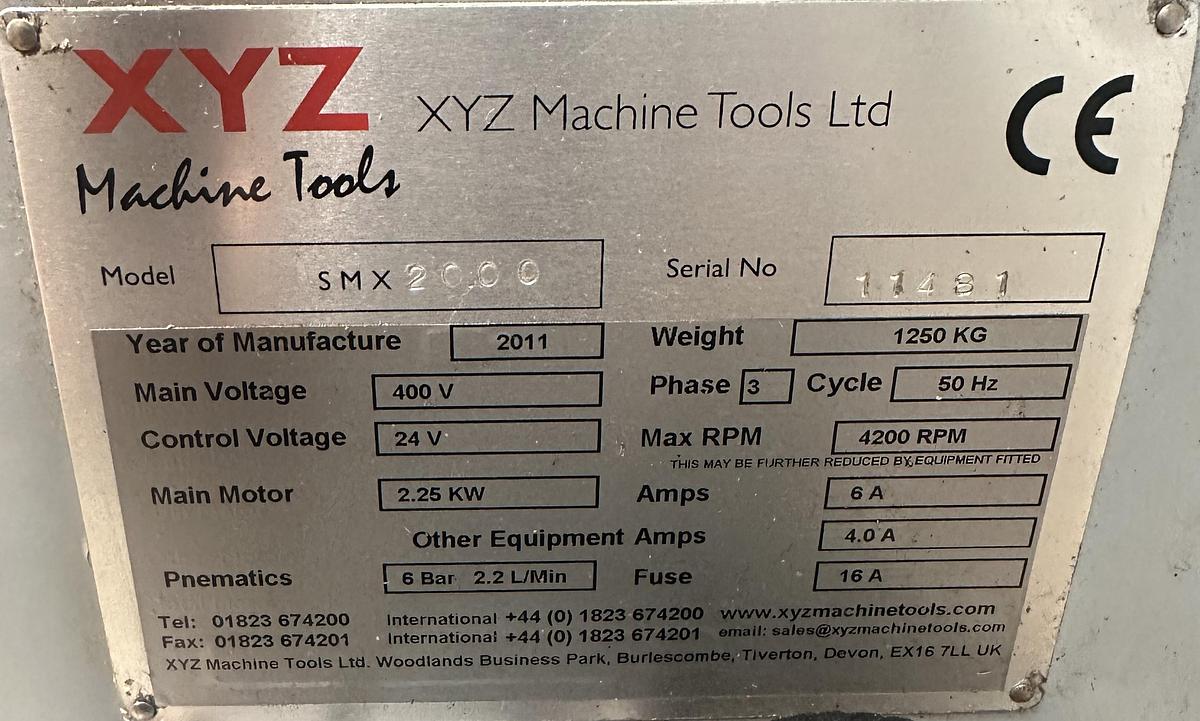 XYZ
Machine Tools
XYZ Machine Tools Ltd
CE
Model SMX 2000 Serial No 11481
Year of Manufacture 2011 Weight 1250 KG
Main Voltage 400 V Phase 3 Cycle 50 Hz
Control Voltage 24 V Max RPM 4200 RPM
THIS MAY BE FURTHER REDUCED BY EQUIPMENT FITTED
Main Motor 2.25 KW Amps 6 A
Other Equipment Amps 4.0 A
Pnematics 6 Bar 2.2 L/Min Fuse 16 A
Tel: 01823 674200 International +44 (0) 1823 674200 www.xyzmachinetools.com
Fax: 01823 674201 International +44 (0) 1823 674201 email: sales@xyzmachinetools.com
XYZ Machine Tools Ltd. Woodlands Business Park, Burlescombe, Tiverton, Devon, EX16 7LL UK